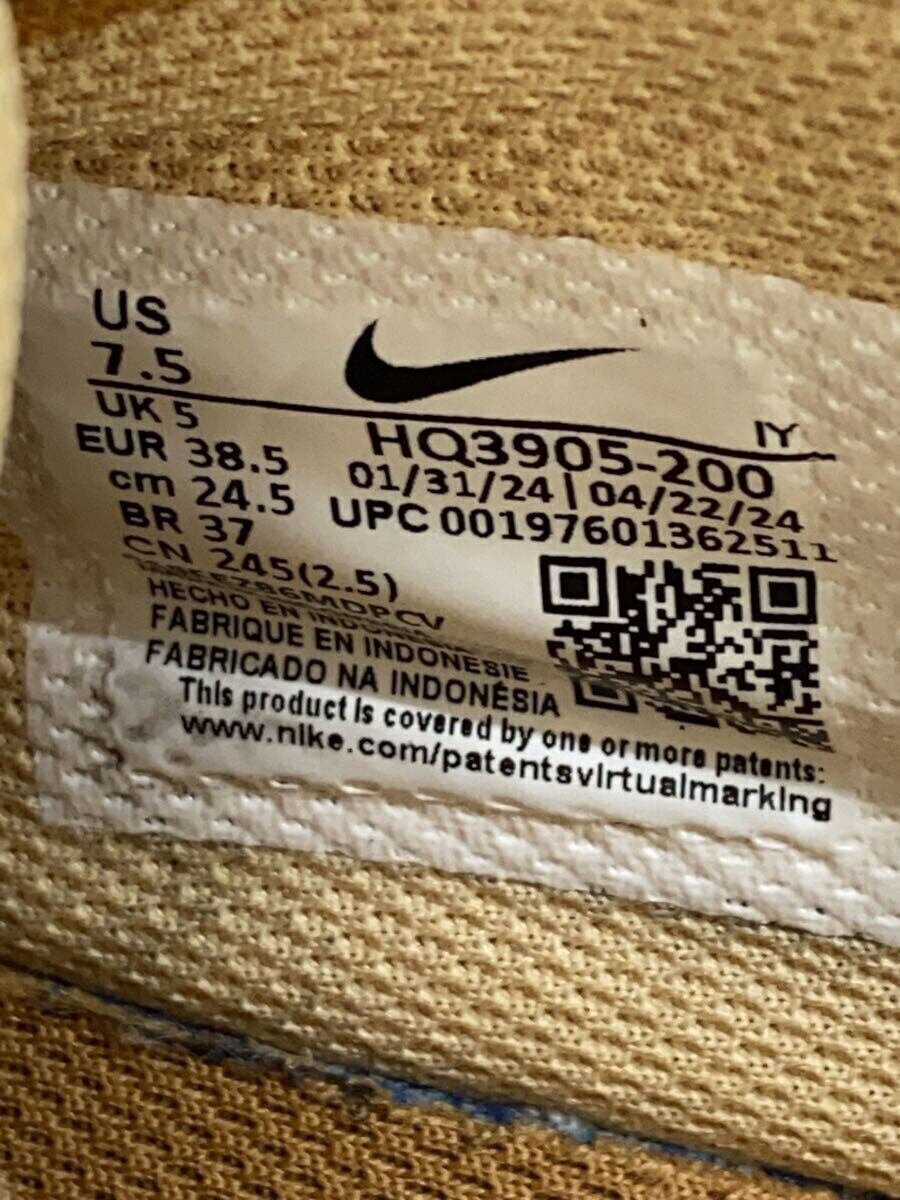 US
7.5
UK 5
EUR 38.5
cm 24.5
BR 37
CN 245(2.5)
IY
HQ3905-200
01/31/24 | 04/22/24
UPC 00197601362511
HECHO EN
FABRIQUE EN INDONESIE
FABRICADO NA INDONÉSIA
This product is covered by one or more patents:
www.nike.com/patentsvirtualmarking